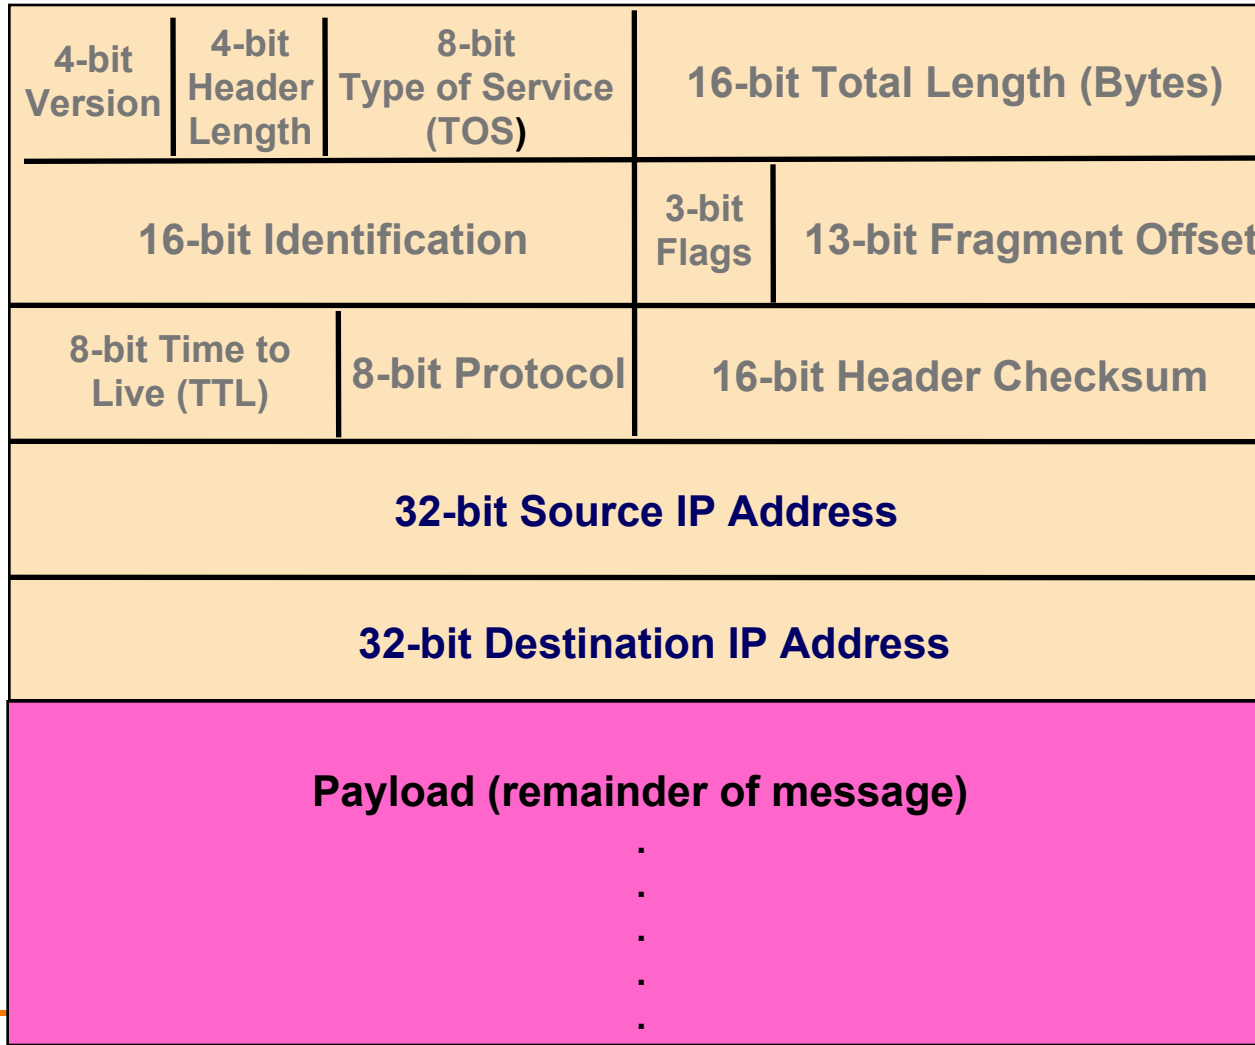 4-bit
Version
4-bit
Header
Length
8-bit
Type of Service
(TOS)
16-bit Total Length (Bytes)
16-bit Identification
3-bit
Flags
13-bit Fragment Offset
8-bit Time to
Live (TTL)
8-bit Protocol
16-bit Header Checksum
32-bit Source IP Address
32-bit Destination IP Address
Payload (remainder of message)
.
.
.
.
.